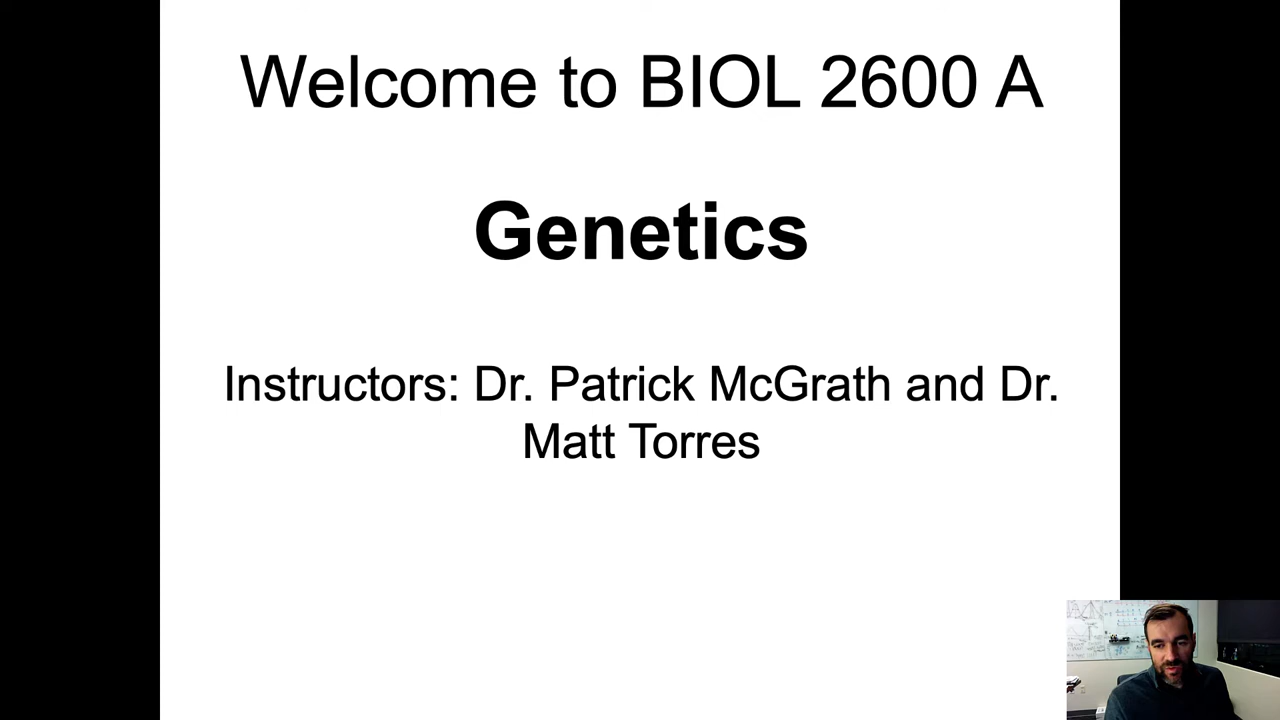 Welcome to BIOL 2600 A
Genetics
Instructors: Dr. Patrick McGrath and Dr.
Matt Torres